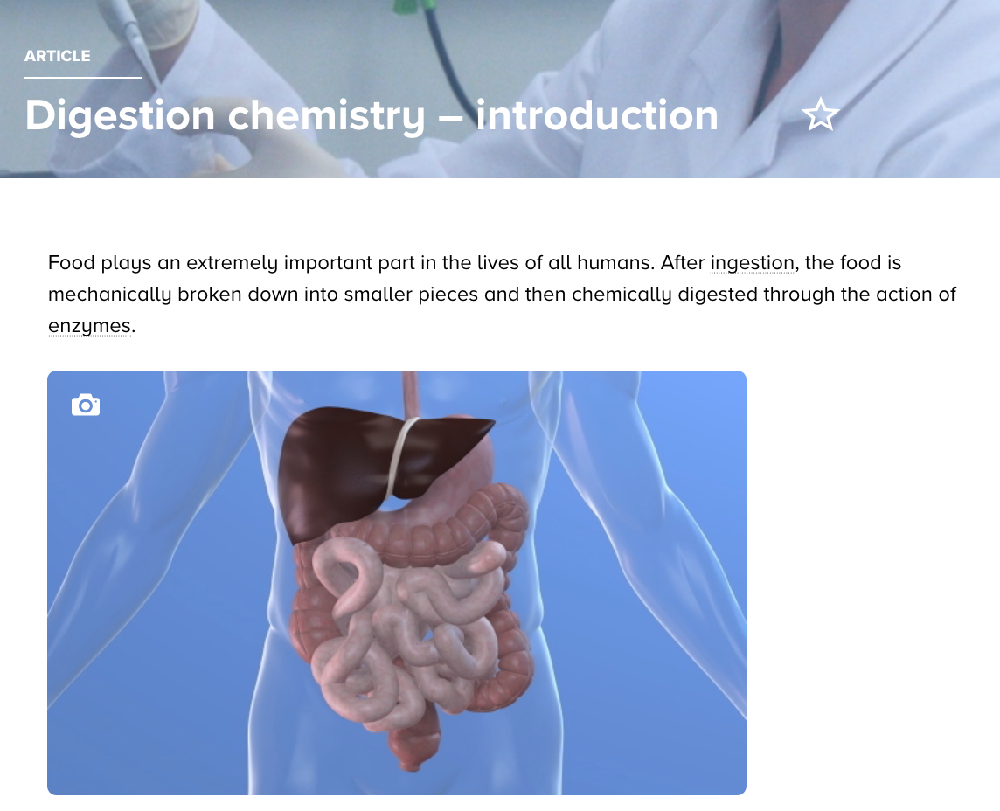 ARTICLE
Digestion chemistry – introduction
Food plays an extremely important part in the lives of all humans. After ingestion, the food is
mechanically broken down into smaller pieces and then chemically digested through the action of
enzymes.